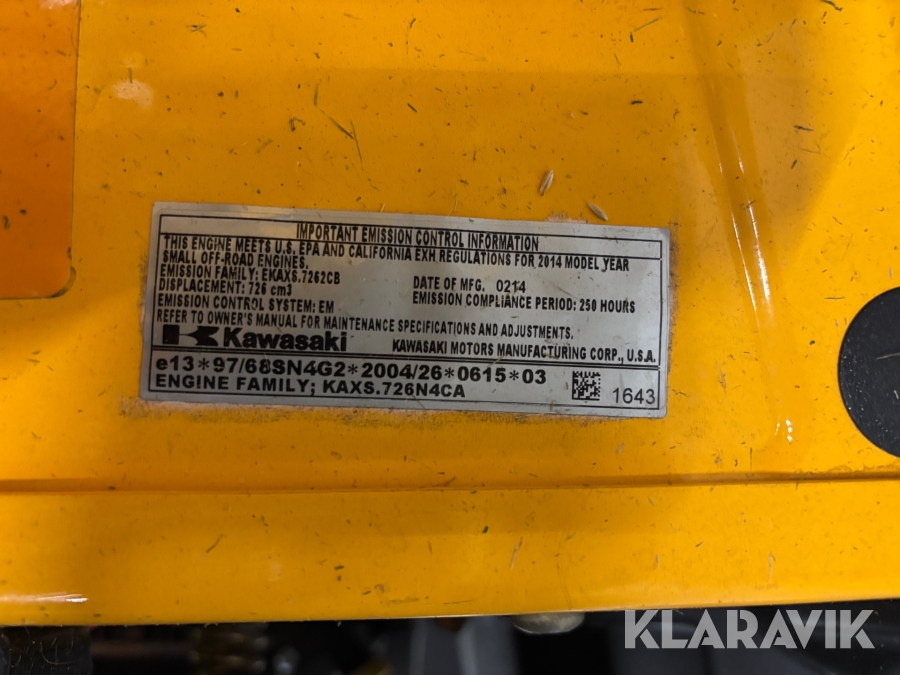 KLARAVIK
IMPORTANT EMISSION CONTROL INFORMATION
THIS ENGINE MEETS U.S. EPA AND CALIFORNIA EXH REGULATIONS FOR 2014 MODEL YEAR
SMALL OFF-ROAD ENGINES.
EMISSION FAMILY: EKAXS.7262CB DATE OF MFG. 0214
DISPLACEMENT: 726 cm3 EMISSION COMPLIANCE PERIOD: 250 HOURS
EMISSION CONTROL SYSTEM: EM
REFER TO OWNER'S MANUAL FOR MAINTENANCE SPECIFICATIONS AND ADJUSTMENTS.
Kawasaki KAWASAKI MOTORS MANUFACTURING CORP., U.S.A.
e13*97/68SN4G2*2004/26*0615*03
ENGINE FAMILY; KAXS.726N4CA 1643
KLARAVIK